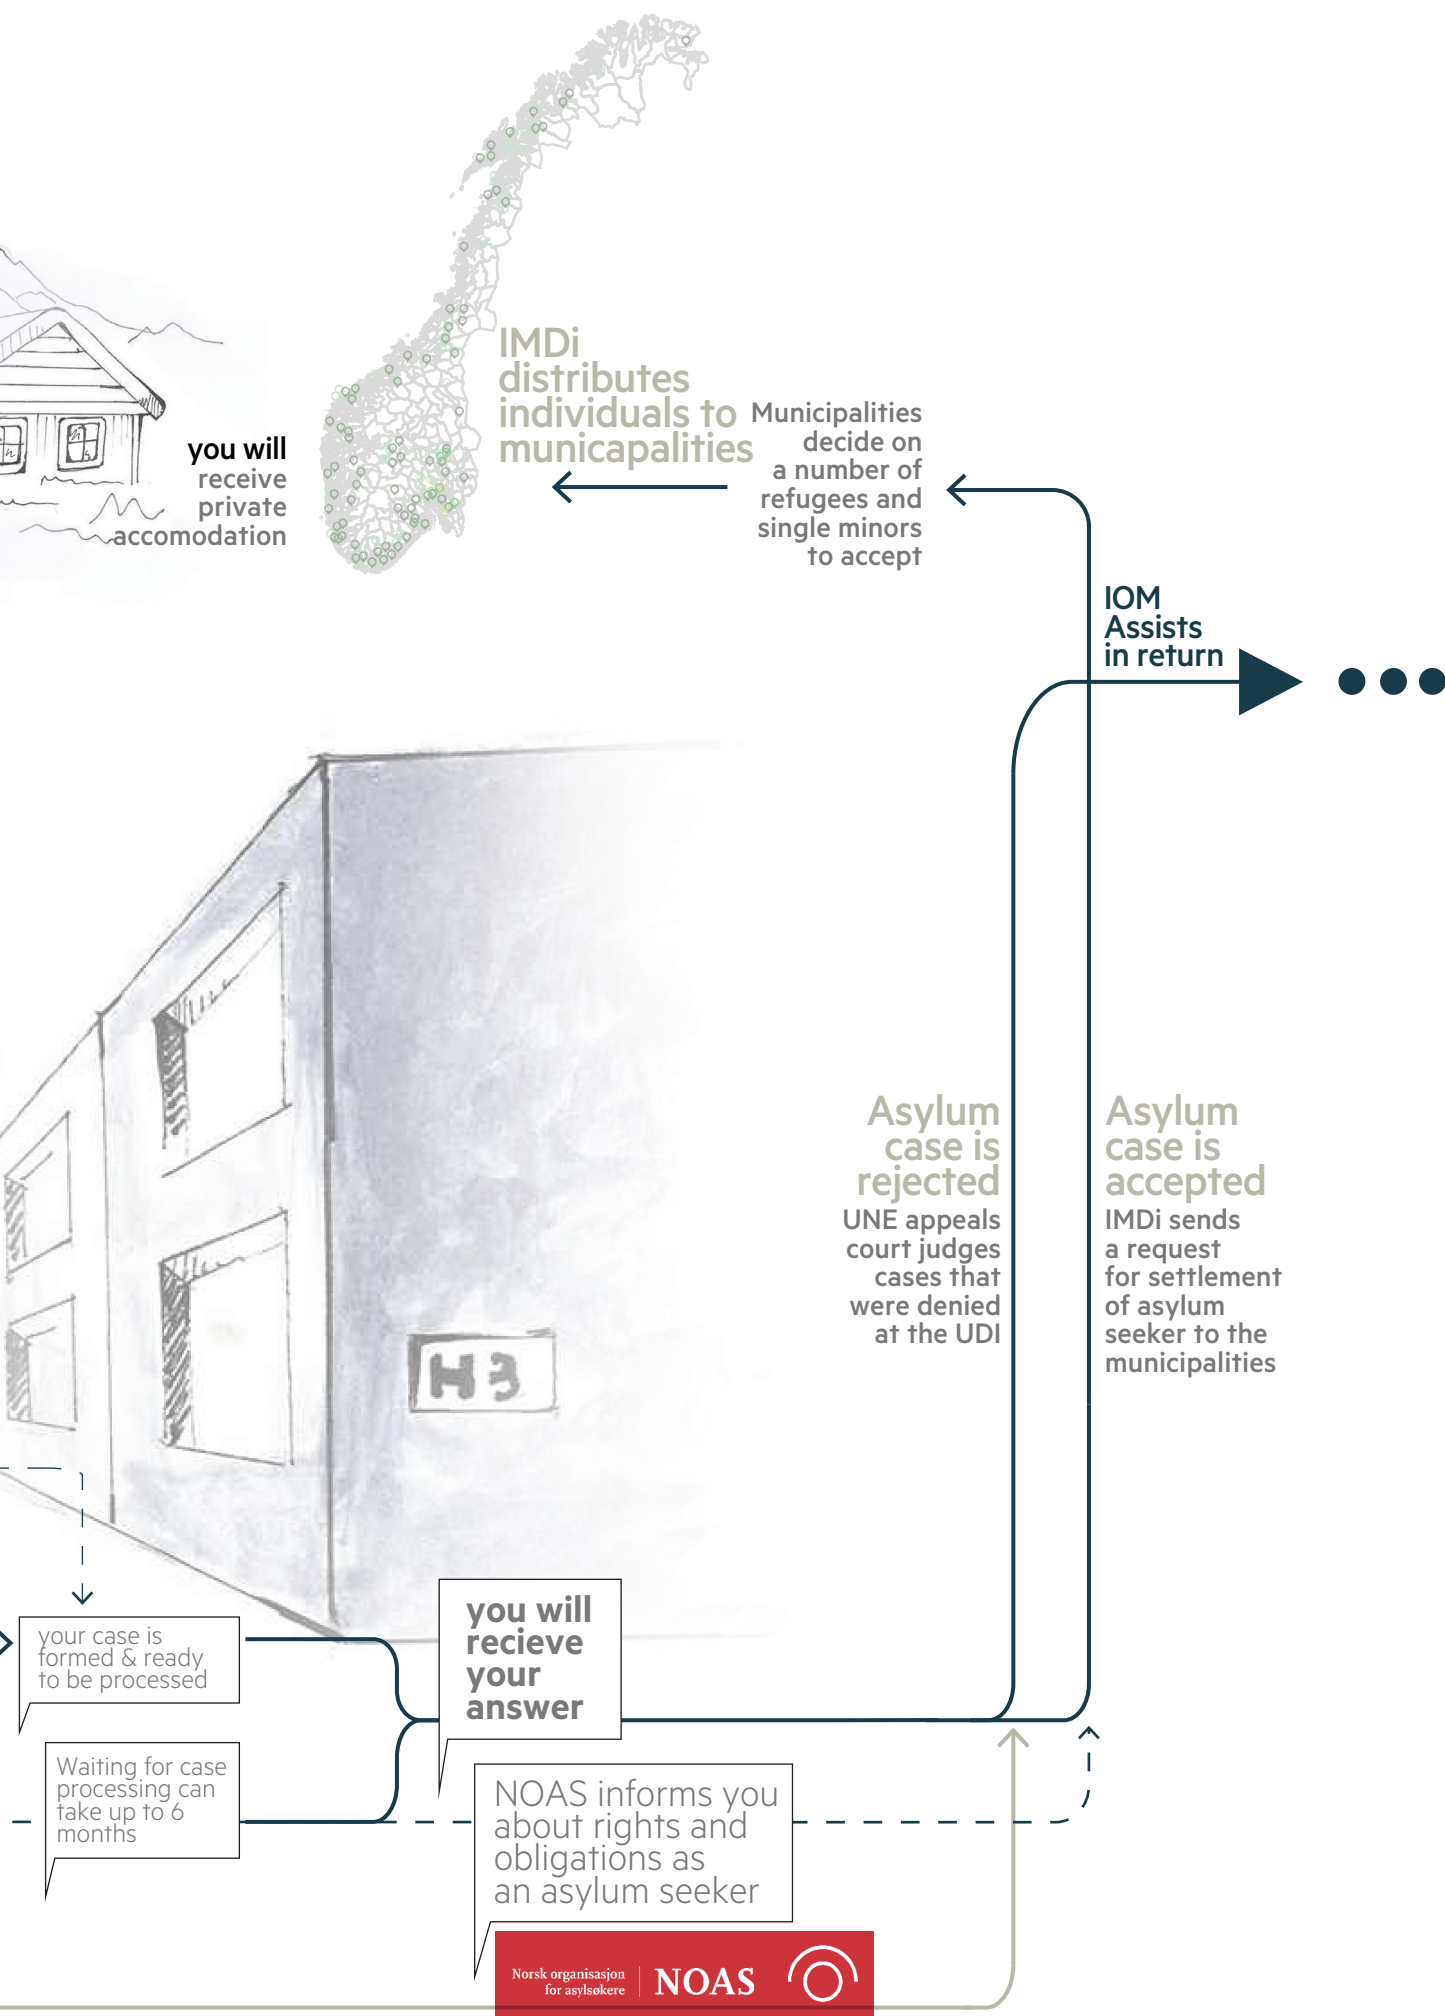 IMDi
distributes
individuals to
municapalities
Municipalities
decide on
a number of
refugees and
single minors
to accept
you will
receive
private
accomodation
IOM
Assists
in return
Asylum
case is
rejected
UNE appeals
court judges
cases that
were denied
at the UDI
Asylum
case is
accepted
IMDi sends
a request
for settlement
of asylum
seeker to the
municipalities
H3
your case is
formed & ready
to be processed
you will
recieve
your
answer
Waiting for case
processing can
take up to 6
months
NOAS informs you
about rights and
obligations as
an asylum seeker
Norsk organisasjon
for asylsøkere
NOAS